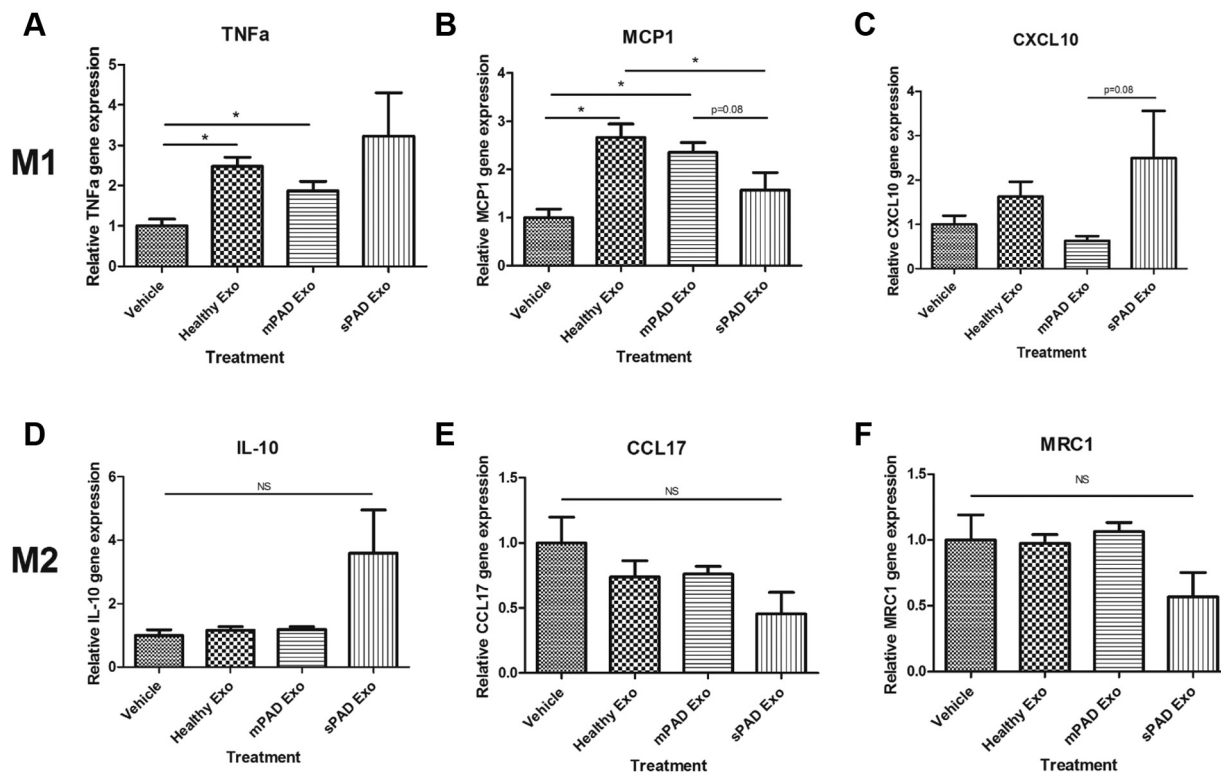 A
TNFa
Relative TNFa gene expression
5
4
3
2
1
0
*
*
Vehicle
Healthy Exo
mPAD Exo
sPAD Exo
Treatment
B
MCP1
Relative MCP1 gene expression
4
3
2
1
0
*
*
*
p=0.08
Vehicle
Healthy Exo
mPAD Exo
sPAD Exo
Treatment
C
CXCL10
Relative CXCL10 gene expression
4
3
2
1
0
p=0.08
Vehicle
Healthy Exo
mPAD Exo
sPAD Exo
Treatment
M1
D
IL-10
Relative IL-10 gene expression
6
4
2
0
NS
Vehicle
Healthy Exo
mPAD Exo
sPAD Exo
Treatment
E
CCL17
Relative CCL17 gene expression
1.5
1.0
0.5
0.0
NS
Vehicle
Healthy Exo
mPAD Exo
sPAD Exo
Treatment
F
MRC1
Relative MRC1 gene expression
1.5
1.0
0.5
0.0
NS
Vehicle
Healthy Exo
mPAD Exo
sPAD Exo
Treatment
M2